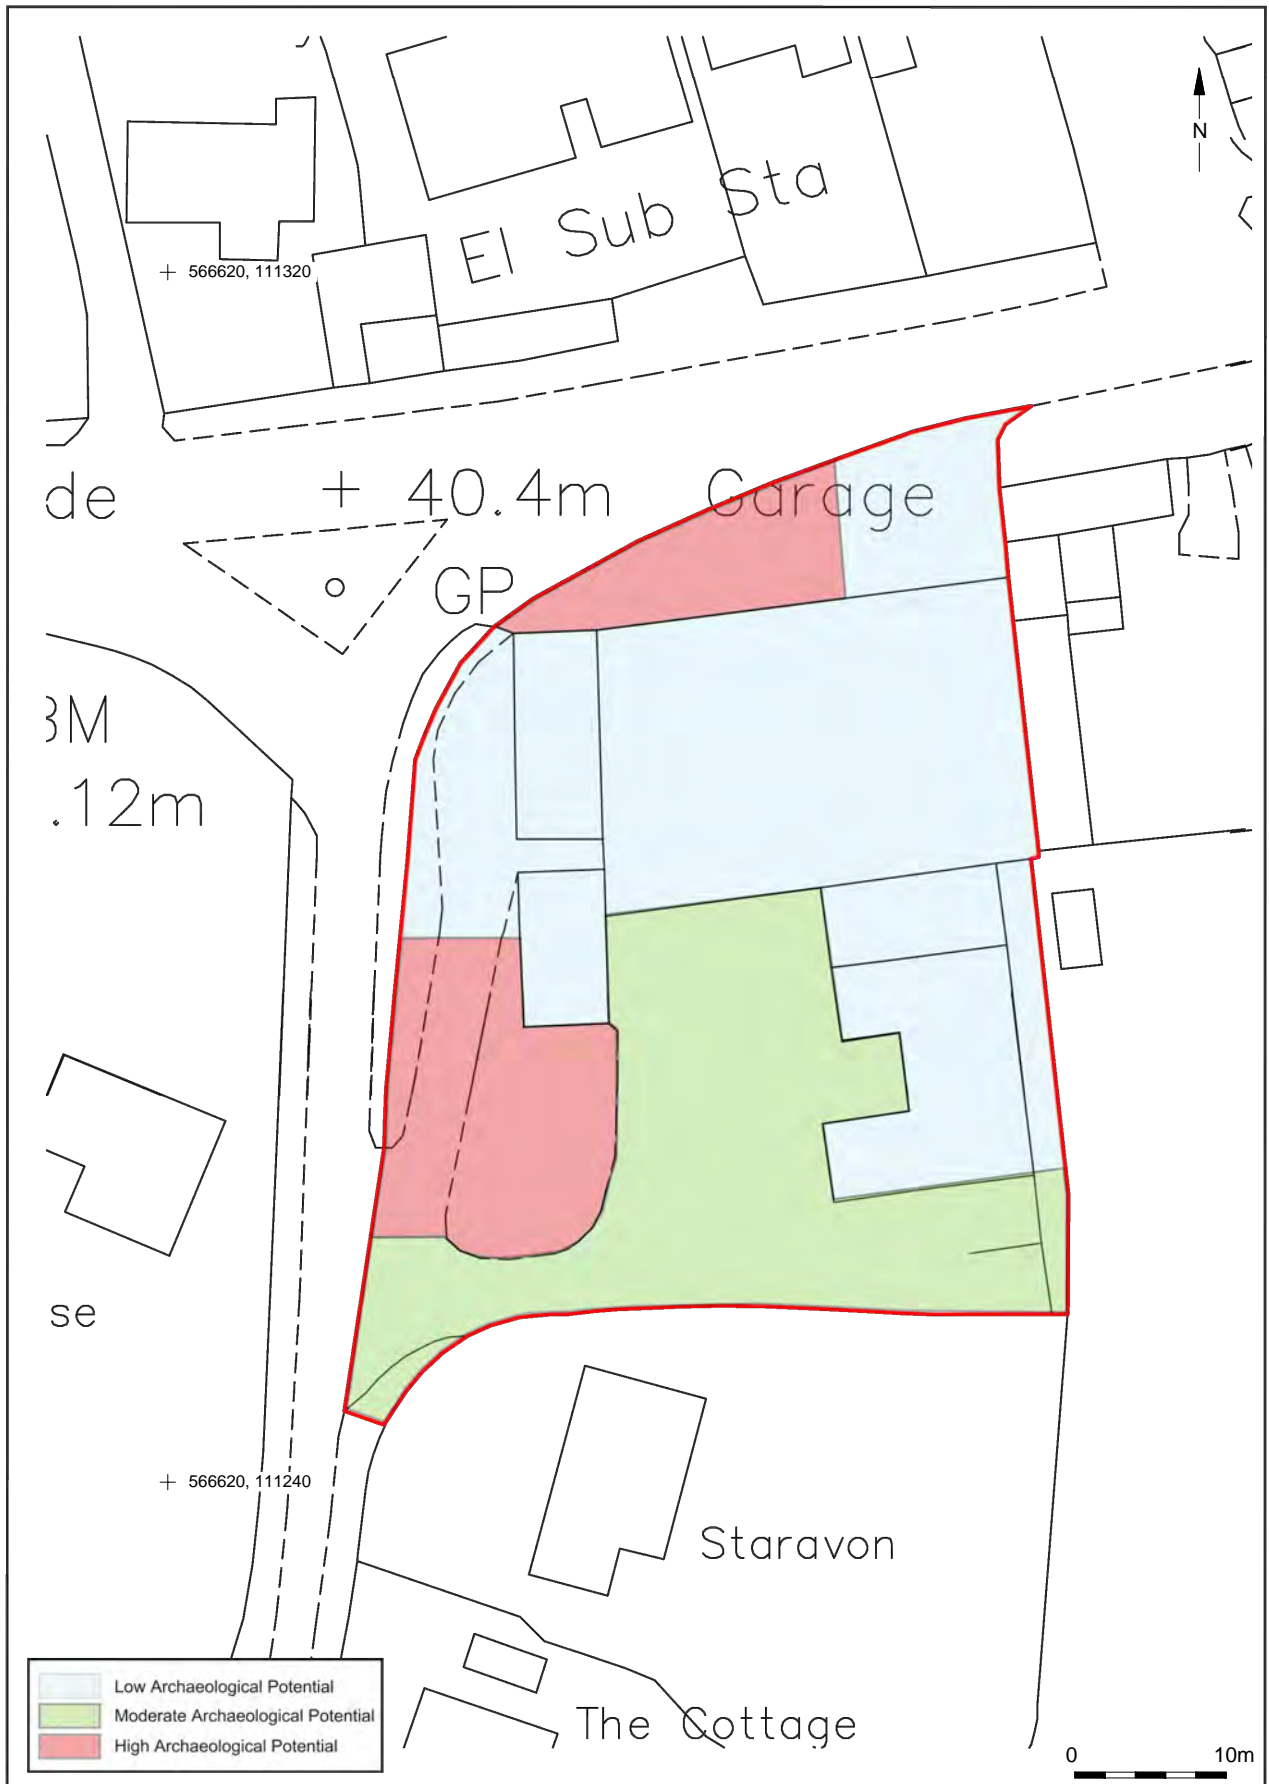 N
El Sub Sta
566620, 111320
de
+ 40.4m
Garage
GP
BM
.12m
se
566620, 111240
Staravon
The Cottage
Low Archaeological Potential
Moderate Archaeological Potential
High Archaeological Potential
0 10m